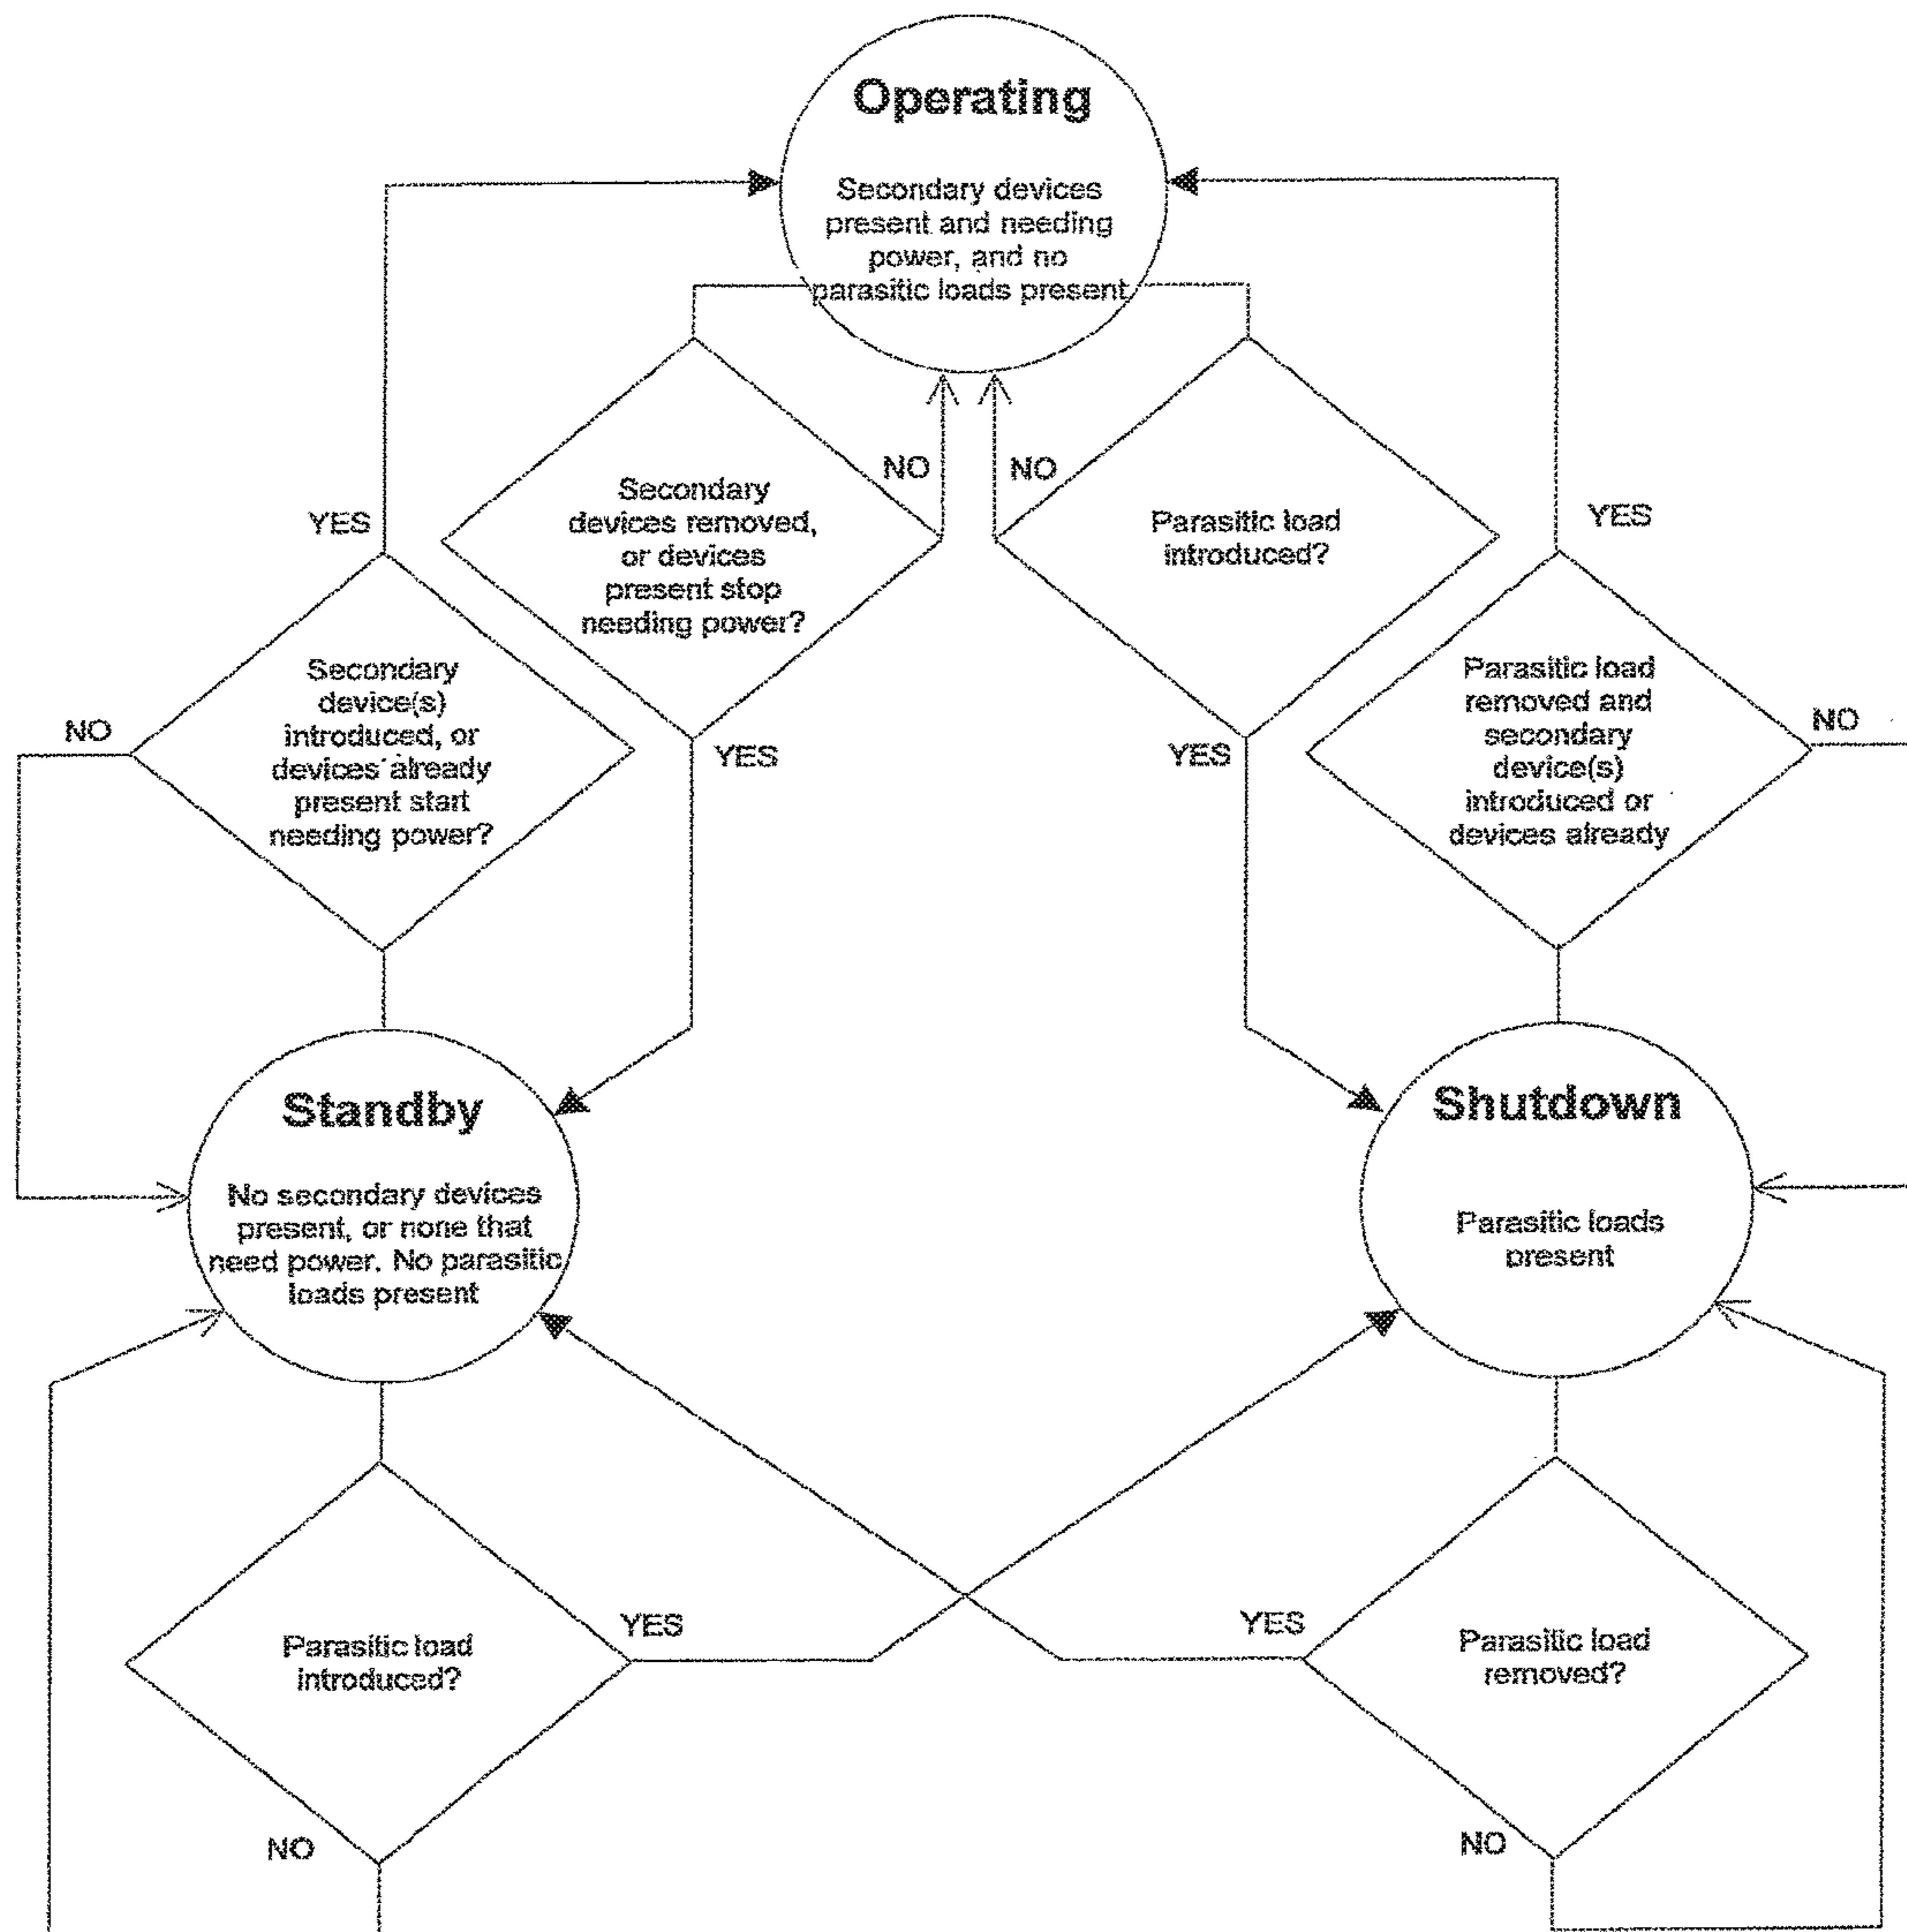 Operating
Secondary devices
present and needing
power, and no
parasitic loads present
NO
NO
Secondary
devices removed,
or devices
present stop
needing power?
Parasitic load
introduced?
YES
YES
YES
YES
Secondary
device(s)
introduced, or
devices already
present start
needing power?
NO
Parasitic load
removed and
secondary
device(s)
introduced or
devices already
NO
Standby
No secondary devices
present, or none that
need power. No parasitic
loads present
Shutdown
Parasitic loads
present
Parasitic load
introduced?
YES
NO
YES
Parasitic load
removed?
NO